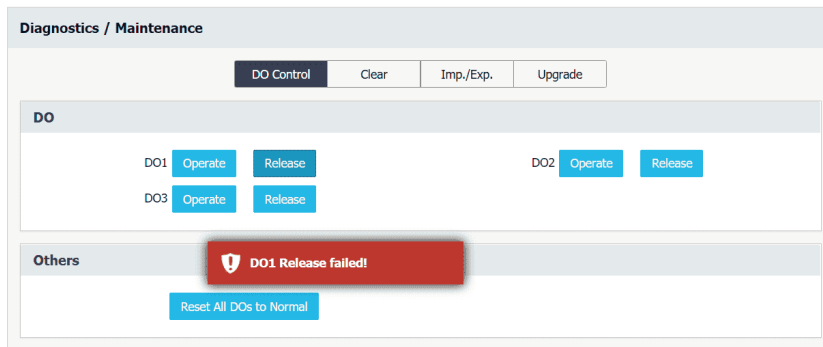 Diagnostics / Maintenance
DO Control Clear Imp./Exp. Upgrade
DO
DO1 Operate Release DO2 Operate Release
DO3 Operate Release
Others
DO1 Release failed!
Reset All DOs to Normal